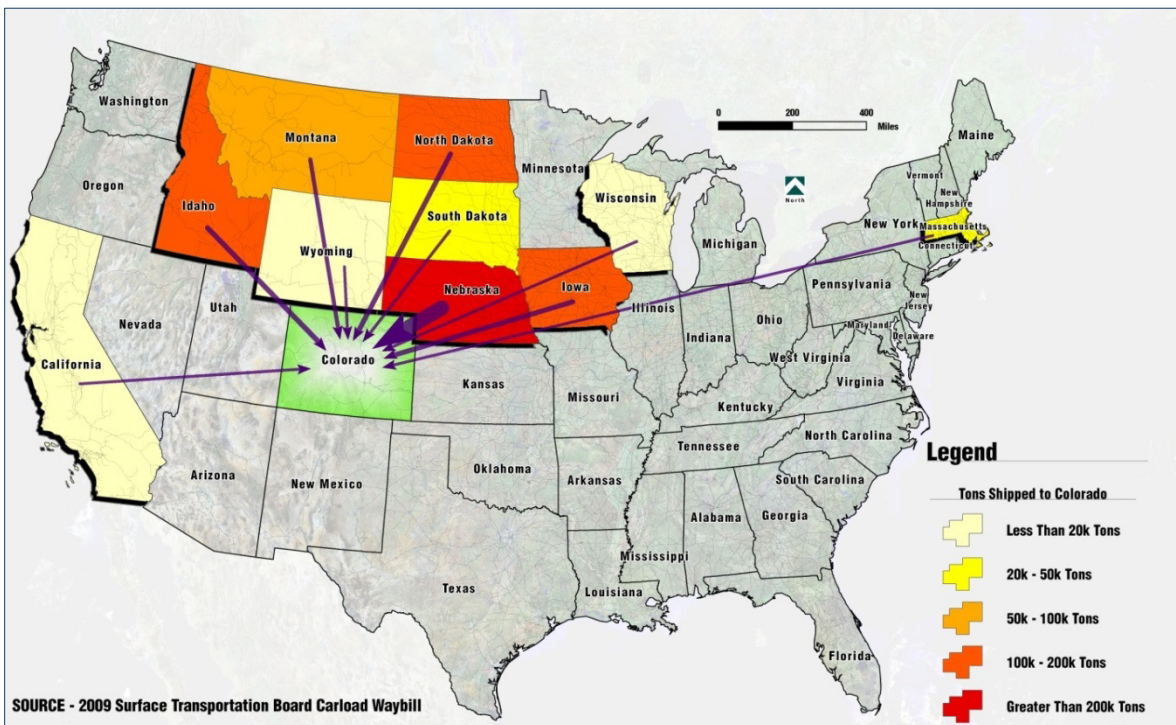 Washington
Montana
North Dakota
Minnesota
Oregon
Idaho
South Dakota
Wisconsin
Wyoming
Michigan
Maine
Vermont
New
Hampshire
New York
Massachusetts
Connecticut
0 200 400
Miles
North
Nebraska
Iowa
Nevada
Utah
Illinois
Indiana
Ohio
Pennsylvania
New
Jersey
Maryland
Delaware
California
Colorado
Kansas
Missouri
West Virginia
Virginia
Kentucky
Arizona
New Mexico
Oklahoma
Arkansas
Tennessee
North Carolina
South Carolina
Texas
Louisiana
Mississippi
Alabama
Georgia
Florida
Legend
Tons Shipped to Colorado
Less Than 20k Tons
20k - 50k Tons
50k - 100k Tons
100k - 200k Tons
Greater Than 200k Tons
SOURCE - 2009 Surface Transportation Board Carload Waybill